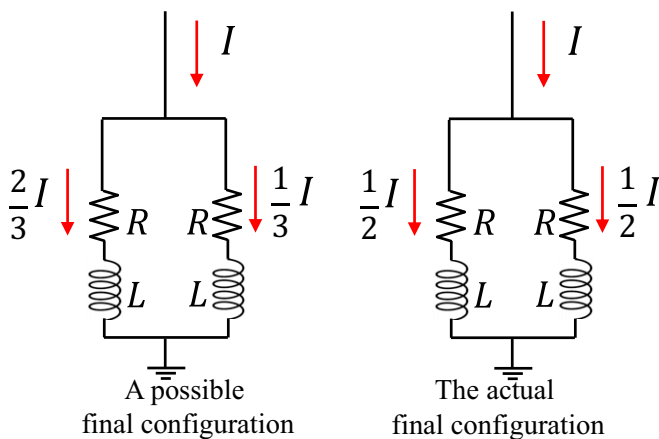 I
I
2/3 I
1/3 I
1/2 I
1/2 I
R
R
R
R
L
L
L
L
A possible
final configuration
The actual
final configuration